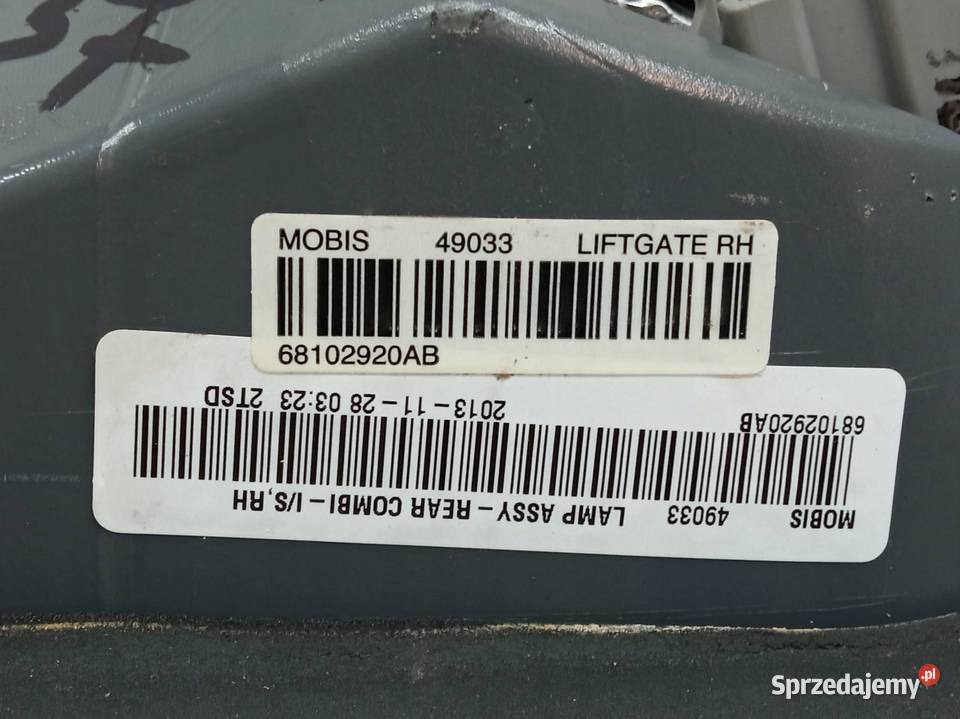 MOBIS 49033 LIFTGATE RH
68102920AB
MOBIS 49033 LAMP ASSY-REAR COMBI-I/S,RH
68102920AB 2013-11-28 03:23 2TSD
Sprzedajemy.pl